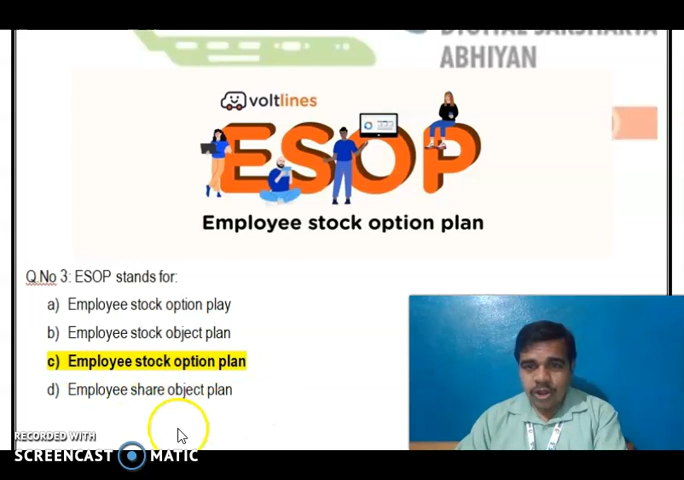 ABHIYAN
voltlines
ESOP
Employee stock option plan
Q.No 3: ESOP stands for:
a) Employee stock option play
b) Employee stock object plan
c) Employee stock option plan
d) Employee share object plan
RECORDED WITH
SCREENCAST MATIC